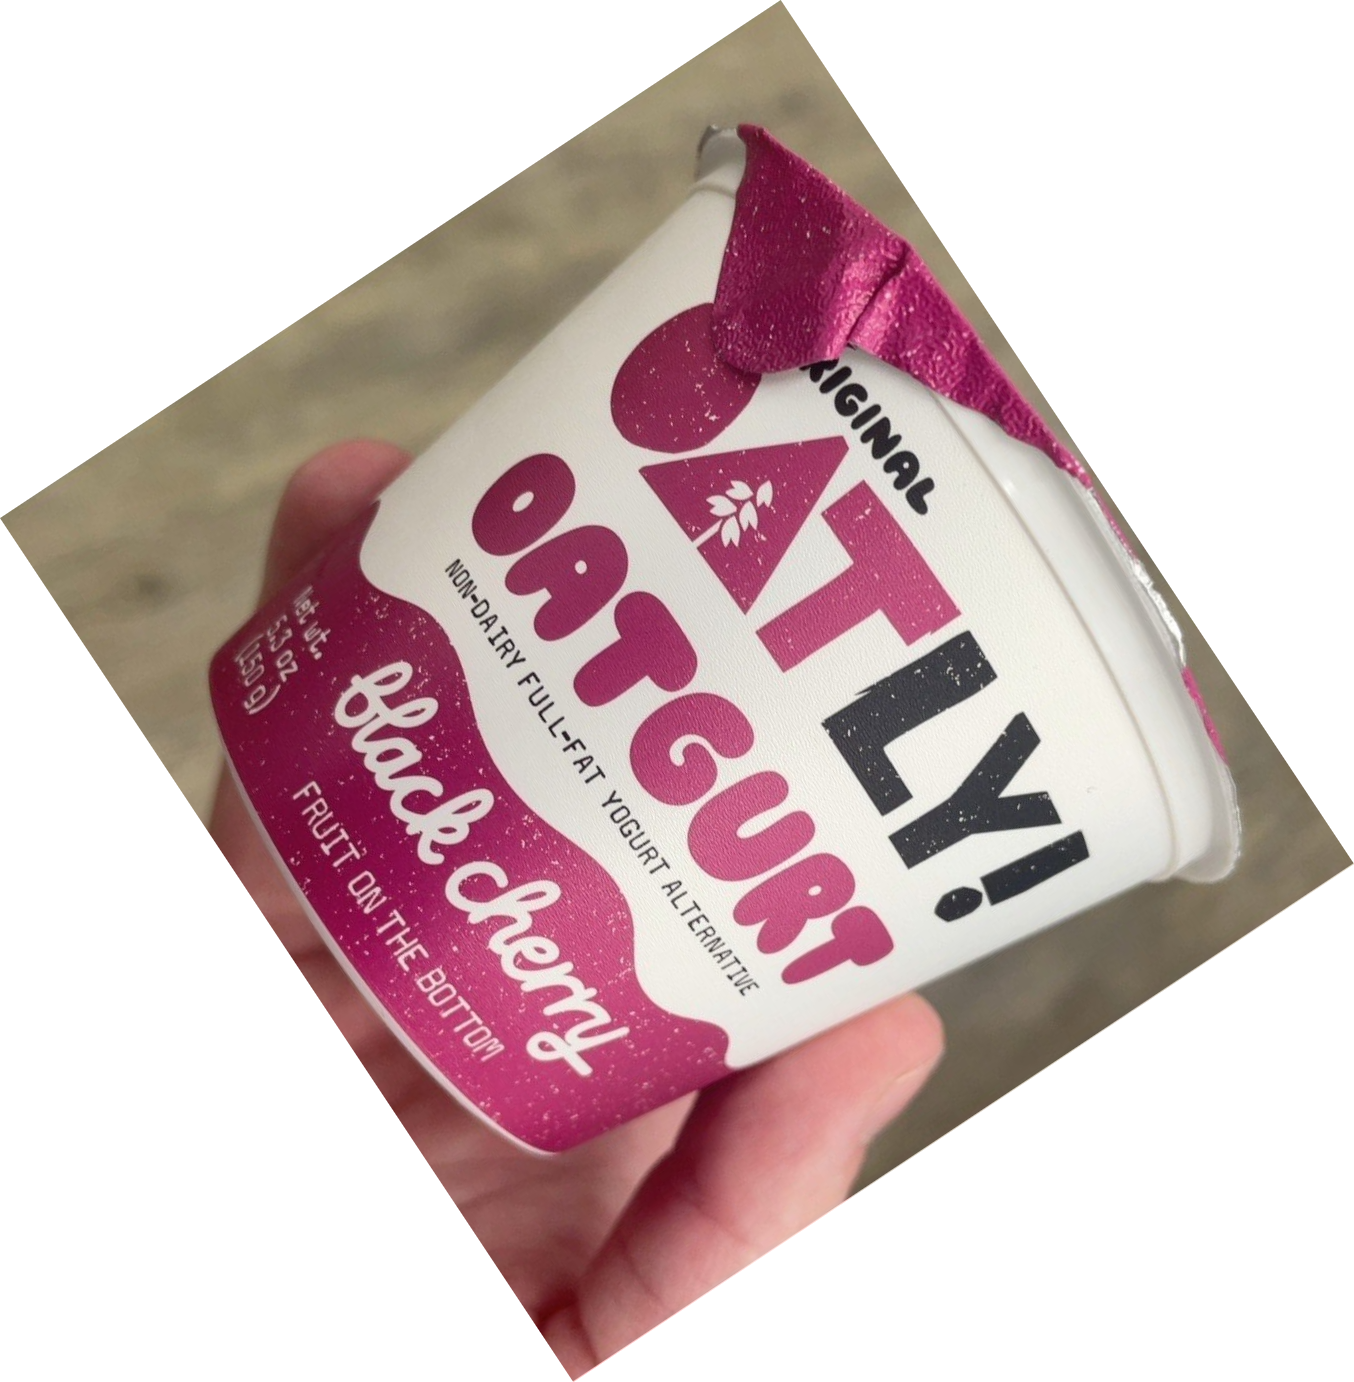 RIGINAL
OATLY!
OATGURT
NON-DAIRY FULL-FAT YOGURT ALTERNATIVE
Net wt.
5.3 oz
(150 g)
black cherry
FRUIT ON THE BOTTOM